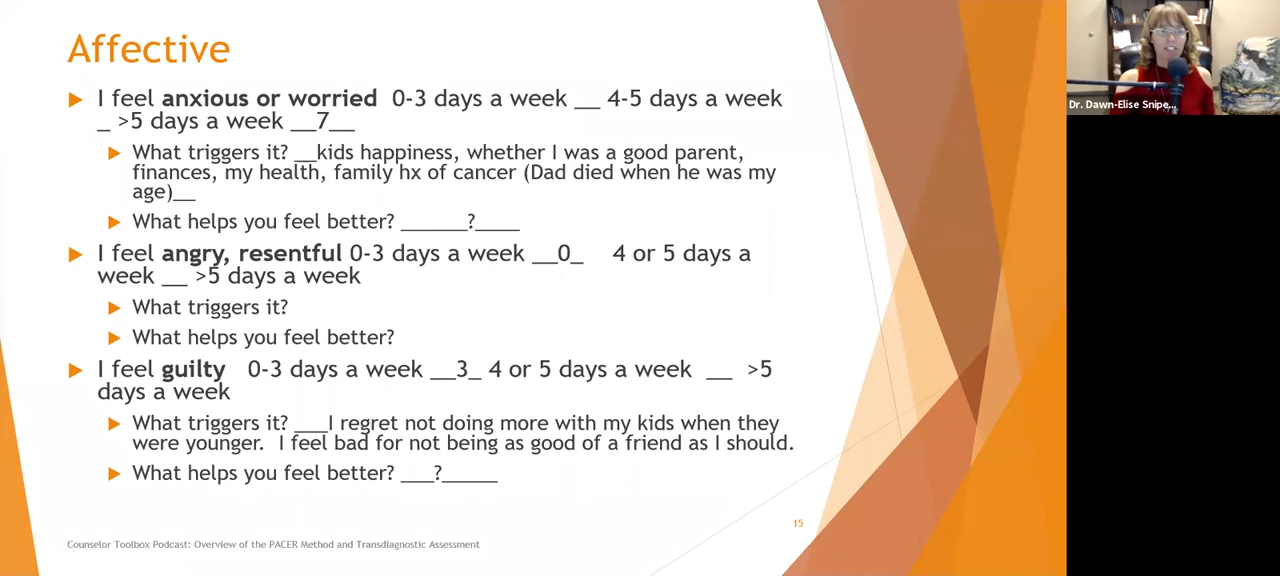 Affective
I feel anxious or worried 0-3 days a week __ 4-5 days a week
_ >5 days a week __7__
What triggers it? __kids happiness, whether I was a good parent,
finances, my health, family hx of cancer (Dad died when he was my
age)__
What helps you feel better? ______?____
I feel angry, resentful 0-3 days a week __0_ 4 or 5 days a
week __ >5 days a week
What triggers it?
What helps you feel better?
I feel guilty 0-3 days a week __3_ 4 or 5 days a week __ >5
days a week
What triggers it? ___I regret not doing more with my kids when they
were younger. I feel bad for not being as good of a friend as I should.
What helps you feel better? ___?_____
15
Counselor Toolbox Podcast: Overview of the PACER Method and Transdiagnostic Assessment
Dr. Dawn-Elise Snipe...